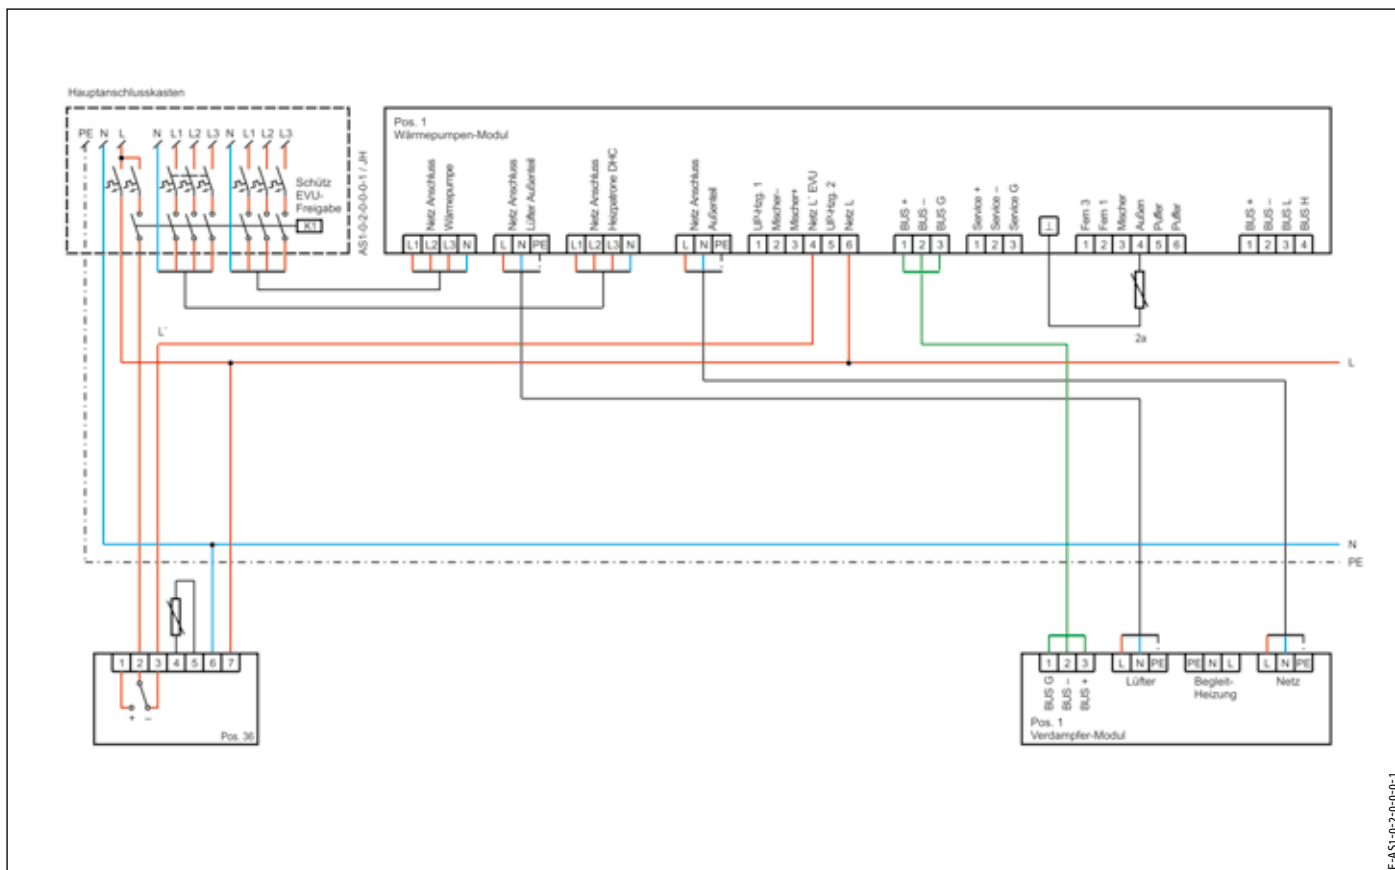 Hauptanschlusskasten
PE N L N L1 L2 L3 N L1 L2 L3
Schütz
EVU-
Freigabe
K1
AS1-0-2-0-0-1 / JH
Pos. 1
Wärmepumpen-Modul
Netz Anschluss
Wärmepumpe
L1 L2 L3 N
Netz Anschluss
Lüfter Außenteil
L N PE
Netz Anschluss
Heizpatrone DHC
L1 L2 L3 N
Netz Anschluss
Außenteil
L N PE
UP-Hzg. 1
Mischer–
Mischer+
Netz L` EVU
UP-Hzg. 2
Netz L
1 2 3 4 5 6
BUS +
BUS –
BUS G
1 2 3
Service +
Service –
Service G
1 2 3
Fern 3
Fern 1
Mischer
Außen
Puffer
Puffer
1 2 3 4 5 6
BUS +
BUS –
BUS L
BUS H
1 2 3 4
2a
L`
L
N
PE
1 2 3 4 5 6 7
+ –
Pos. 36
1 2 3
BUS G
BUS –
BUS +
L N PE
Lüfter
PE N L
Begleit-
Heizung
L N PE
Netz
Pos. 1
Verdampfer-Modul
E-AS1-0-2-0-0-0-1